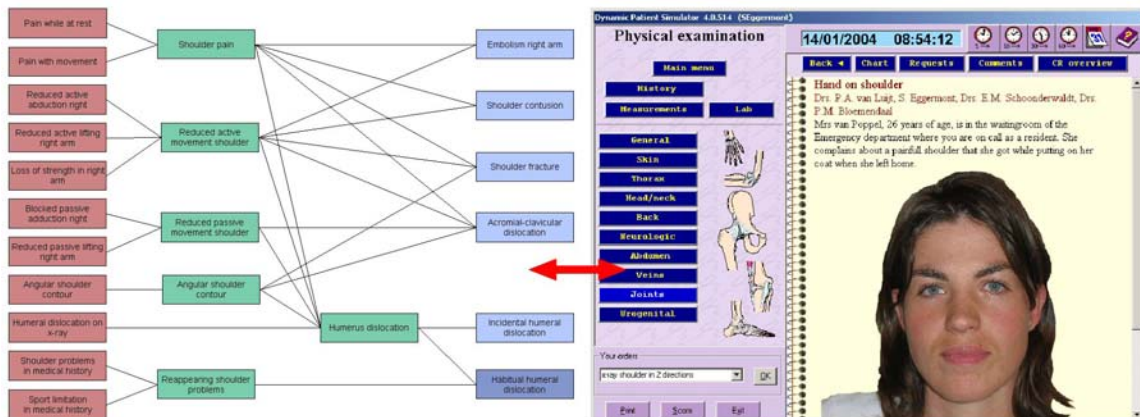 Pain while at rest
Pain with movement
Reduced active
abduction right
Reduced active lifting
right arm
Loss of strength in right
arm
Blocked passive
adduction right
Reduced passive lifting
right arm
Angular shoulder
contour
Humeral dislocation on
x-ray
Shoulder problems
in medical history
Sport limitation
in medical history
Shoulder pain
Reduced active
movement shoulder
Reduced passive
movement shoulder
Angular shoulder
contour
Humerus dislocation
Reappearing shoulder
problems
Embolism right arm
Shoulder contusion
Shoulder fracture
Acromial-clavicular
dislocation
Incidental humeral
dislocation
Habitual humeral
dislocation
Dynamic Patient Simulator 4.0.514 (SEggermont)
Physical examination
Main menu
History
Measurements
Lab
General
Skin
Thorax
Head/neck
Back
Neurologic
Abdomen
Veins
Joints
Urogenital
Your orders
x-ray shoulder in 2 directions
OK
Print
Score
Exit
14/01/2004 08:54:12
Back
Chart
Requests
Comments
CR overview
Hand on shoulder
Drs. P.A. van Luijt, S. Eggermont, Drs. E.M. Schoonderwaldt, Drs.
P.M. Bloemendaal
Mrs van Poppel, 26 years of age, is in the waitingroom of the
Emergency department where you are on call as a resident. She
complains about a painfull shoulder that she got while putting on her
coat when she left home.